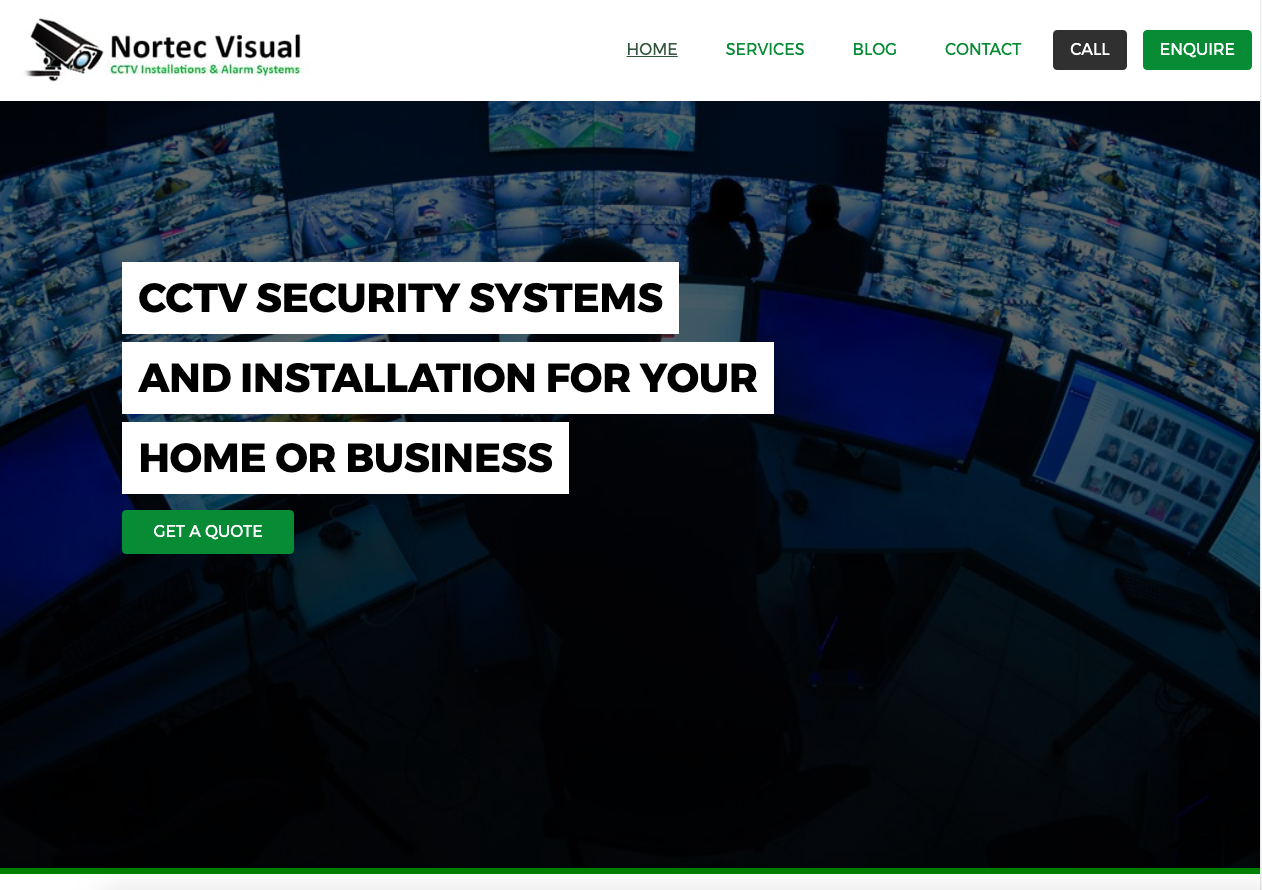 Nortec Visual
CCTV Installations & Alarm Systems
HOME SERVICES BLOG CONTACT CALL ENQUIRE
CCTV SECURITY SYSTEMS
AND INSTALLATION FOR YOUR
HOME OR BUSINESS
GET A QUOTE